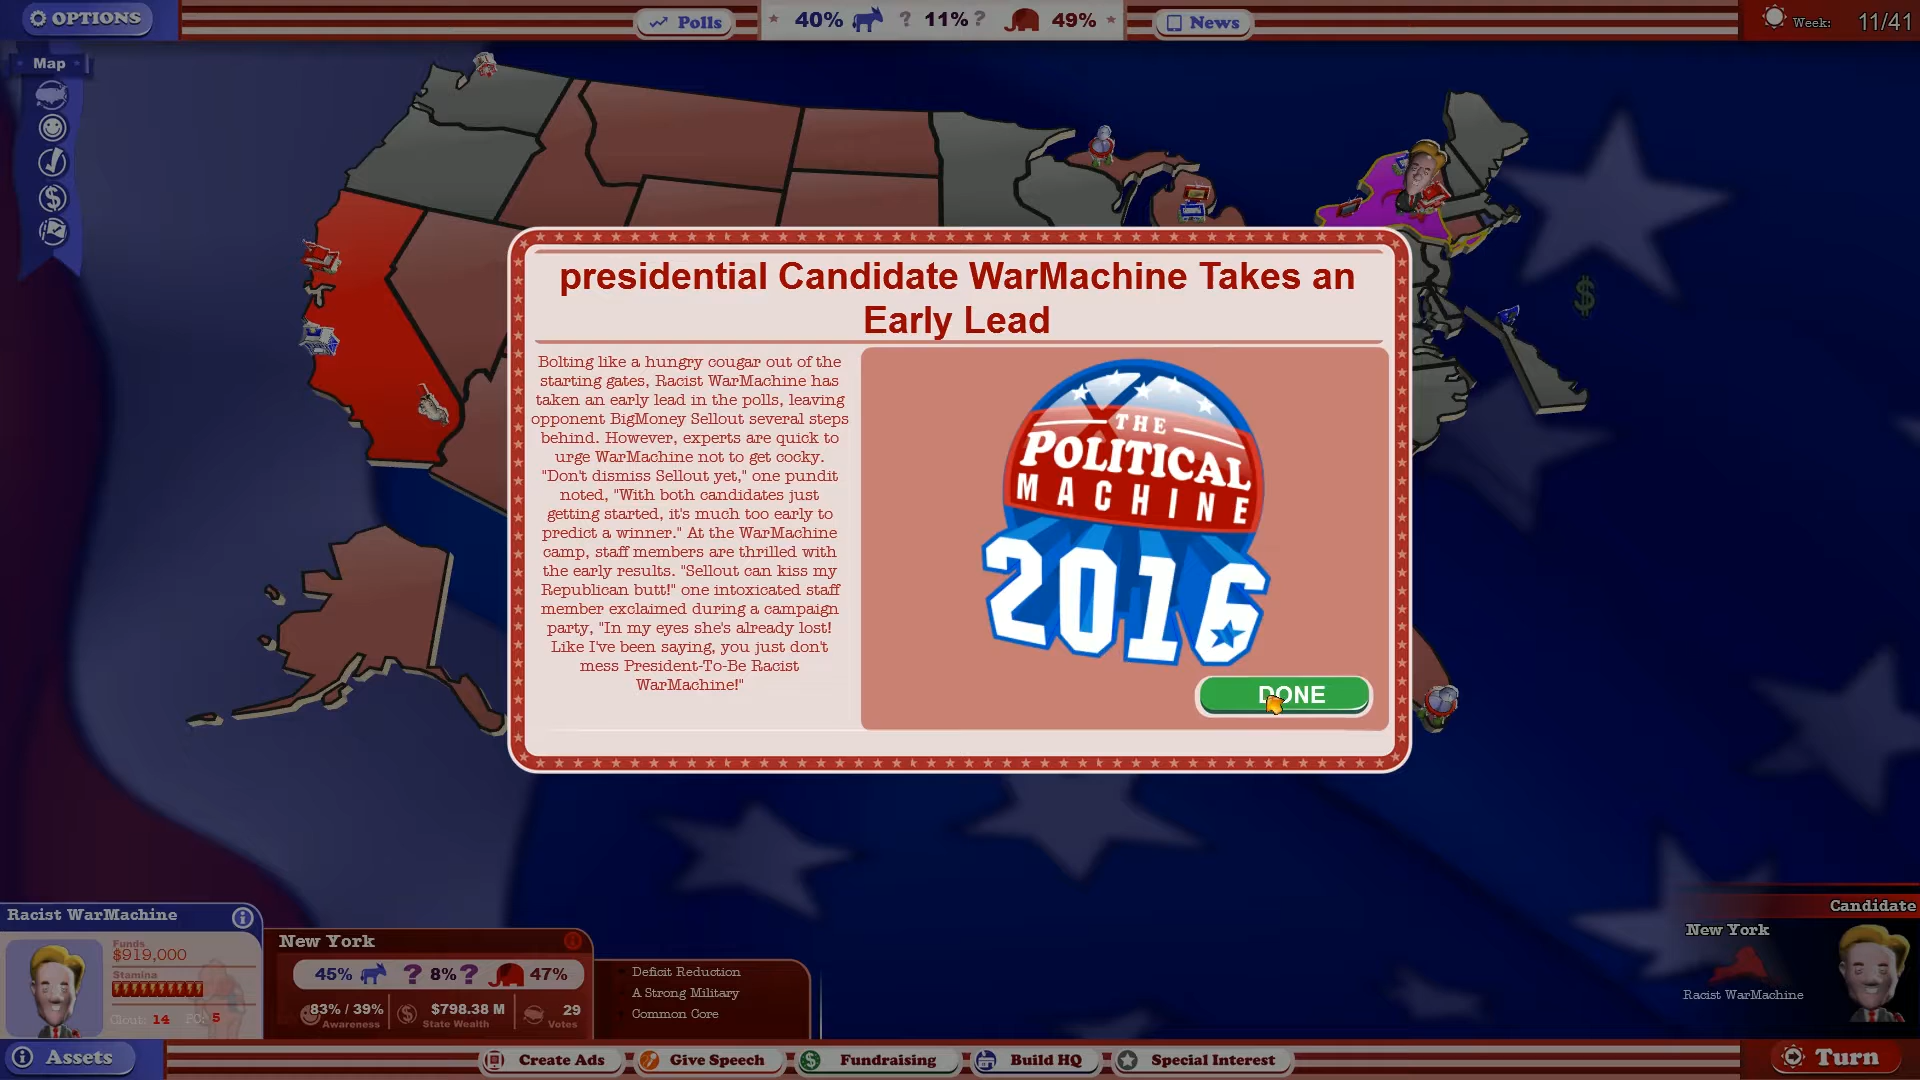 OPTIONS
Polls
40% ? 11% ? 49%
News
Week: 11/41
Map
presidential Candidate WarMachine Takes an
Early Lead
Bolting like a hungry cougar out of the
starting gates, Racist WarMachine has
taken an early lead in the polls, leaving
opponent BigMoney Sellout several steps
behind. However, experts are quick to
urge WarMachine not to get cocky.
"Don't dismiss Sellout yet," one pundit
noted, "With both candidates just
getting started, it's much too early to
predict a winner." At the WarMachine
camp, staff members are thrilled with
the early results. "Sellout can kiss my
Republican butt!" one intoxicated staff
member exclaimed during a campaign
party, "In my eyes she's already lost!
Like I've been saying, you just don't
mess President-To-Be Racist
WarMachine!"
THE
POLITICAL
MACHINE
2016
DONE
Racist WarMachine
Funds
$919,000
Stamina
Clout: 14 PC: 5
New York
45% ? 8% ? 47%
83% / 39%
Awareness
$798.38 M
State Wealth
29
Votes
Deficit Reduction
A Strong Military
Common Core
Candidate
New York
Racist WarMachine
Assets
Create Ads
Give Speech
Fundraising
Build HQ
Special Interest
Turn